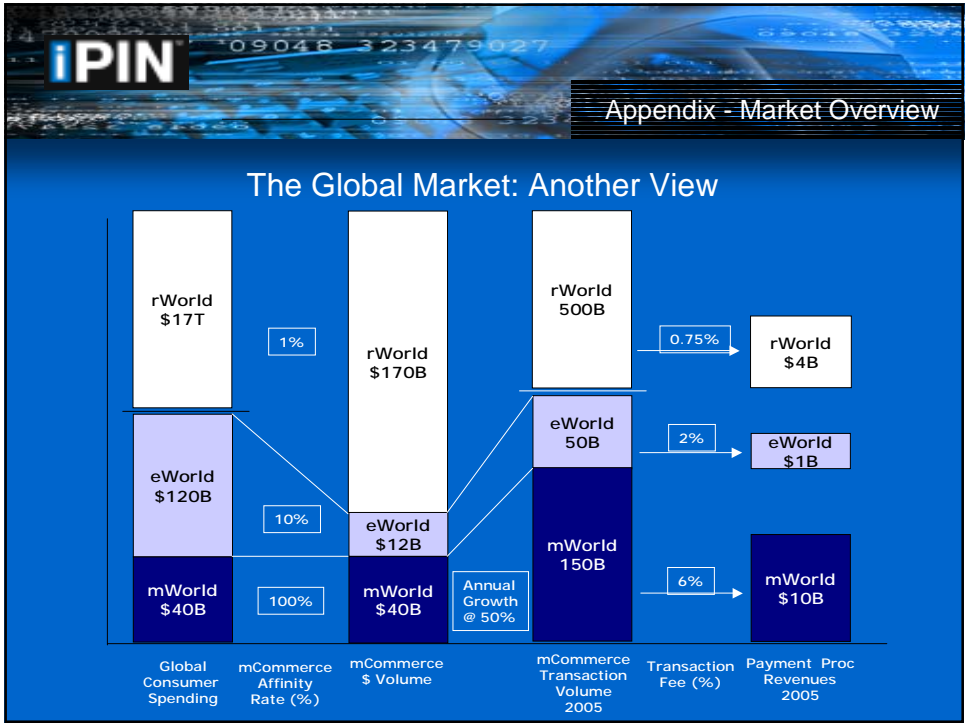 iPIN
09048 323479027
Appendix - Market Overview
The Global Market: Another View
rWorld
$17T
1%
rWorld
$170B
rWorld
500B
0.75%
rWorld
$4B
eWorld
$120B
10%
eWorld
$12B
eWorld
50B
2%
eWorld
$1B
mWorld
$40B
100%
mWorld
$40B
Annual
Growth
@ 50%
mWorld
150B
6%
mWorld
$10B
Global
Consumer
Spending
mCommerce
Affinity
Rate (%)
mCommerce
$ Volume
mCommerce
Transaction
Volume
2005
Transaction
Fee (%)
Payment Proc
Revenues
2005